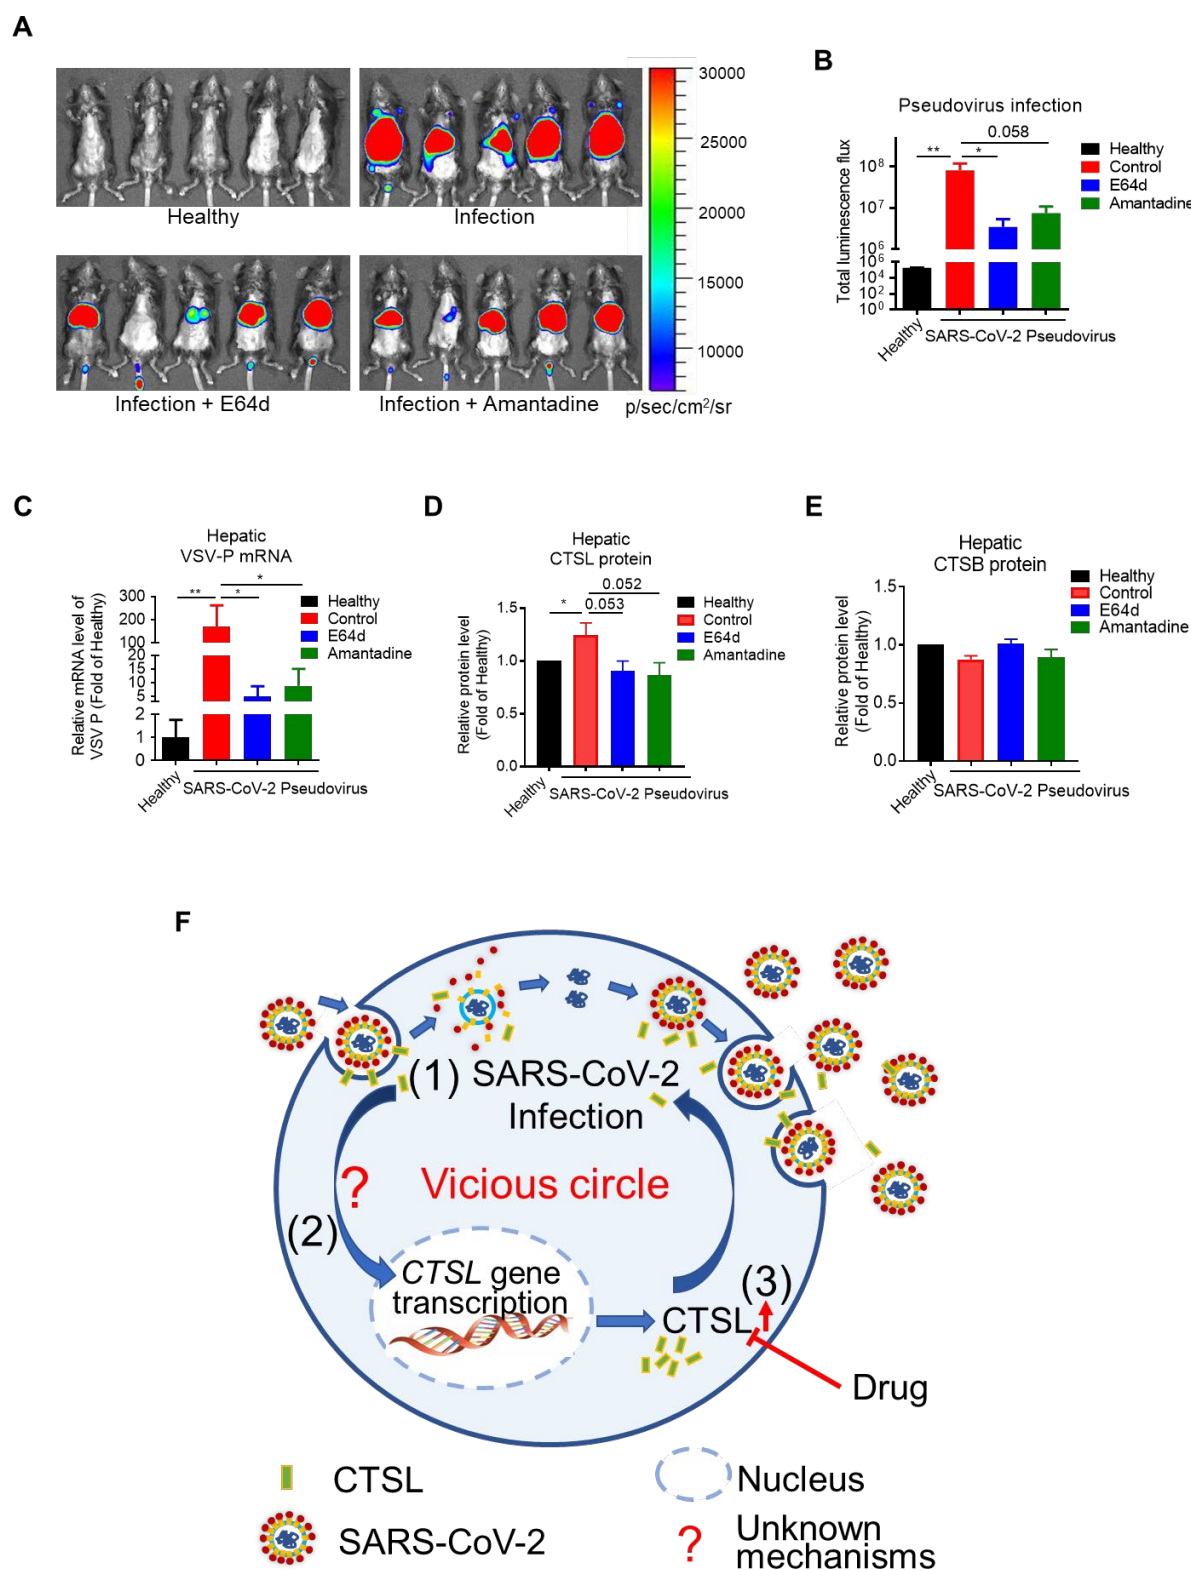 A
Healthy
Infection
Infection + E64d
Infection + Amantadine
30000
25000
20000
15000
10000
p/sec/cm²/sr
B
Pseudovirus infection
Total luminescence flux
10⁸
10⁷
10⁶
10⁶
10⁴
10²
10⁰
**
*
0.058
Healthy
Control
E64d
Amantadine
Healthy
SARS-CoV-2 Pseudovirus
C
Hepatic
VSV-P mRNA
Relative mRNA level of
VSV P (Fold of Healthy)
300
200
100
20
15
10
5
2
1
0
**
*
*
Healthy
Control
E64d
Amantadine
Healthy
SARS-CoV-2 Pseudovirus
D
Hepatic
CTSL protein
Relative protein level
(Fold of Healthy)
1.5
1.0
0.5
0.0
*
0.052
0.053
Healthy
Control
E64d
Amantadine
Healthy
SARS-CoV-2 Pseudovirus
E
Hepatic
CTSB protein
Relative protein level
(Fold of Healthy)
1.5
1.0
0.5
0.0
Healthy
Control
E64d
Amantadine
Healthy
SARS-CoV-2 Pseudovirus
F
(1) SARS-CoV-2
Infection
? Vicious circle
(2)
CTSL gene
transcription
(3)
CTSL
Drug
CTSL
Nucleus
SARS-CoV-2
? Unknown
mechanisms